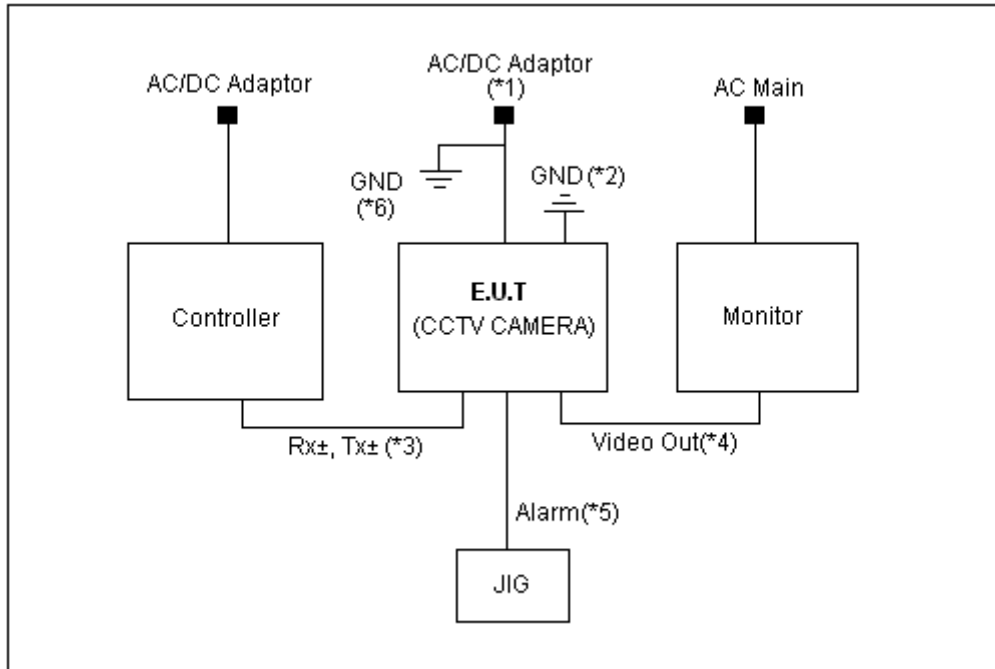 AC/DC Adaptor
AC/DC Adaptor
(*1)
AC Main
GND
(*6)
GND(*2)
Controller
E.U.T
(CCTV CAMERA)
Monitor
Rx±, Tx± (*3)
Video Out(*4)
Alarm(*5)
JIG